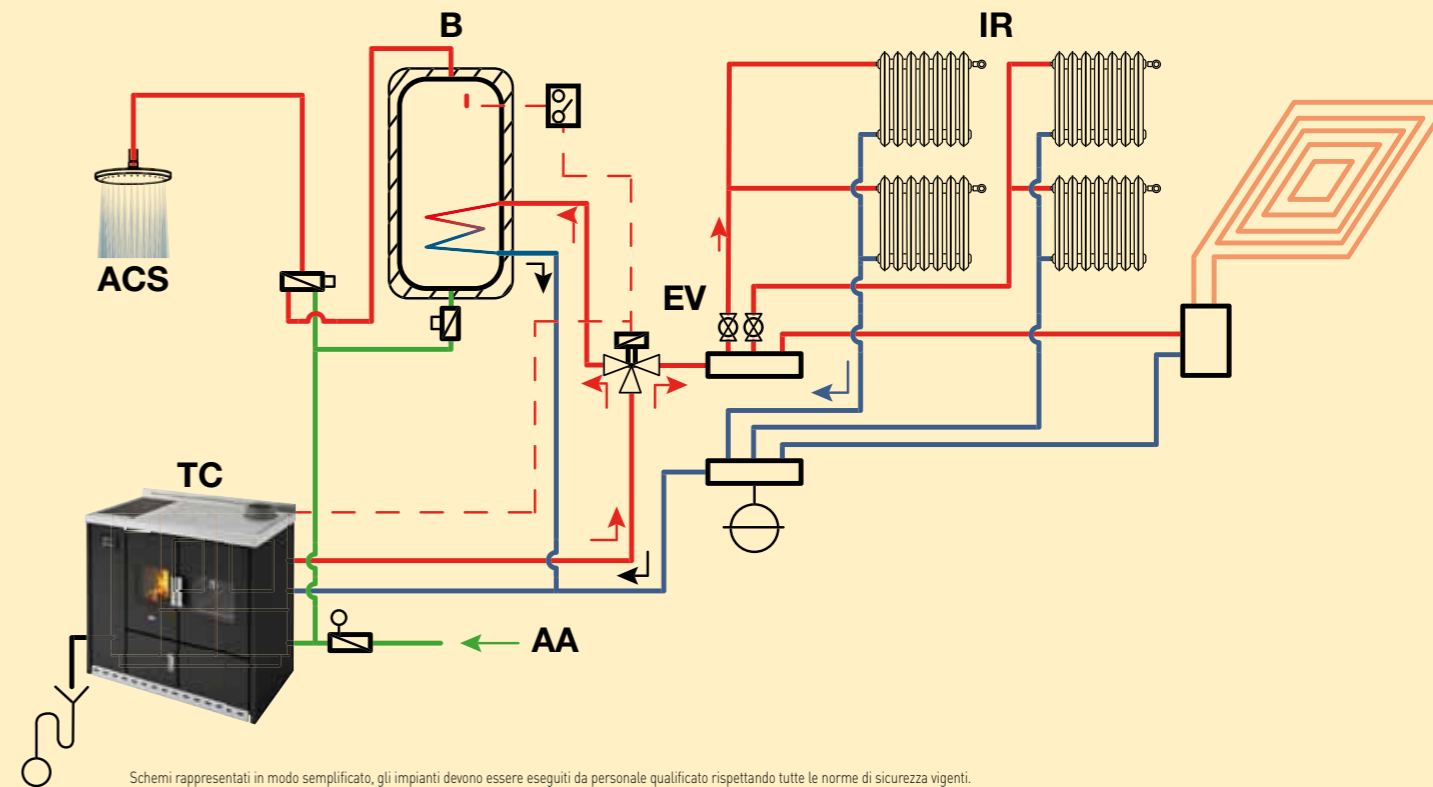 B
IR
ACS
EV
TC
AA
Schemi rappresentati in modo semplificato, gli impianti devono essere eseguiti da personale qualificato rispettando tutte le norme di sicurezza vigenti.